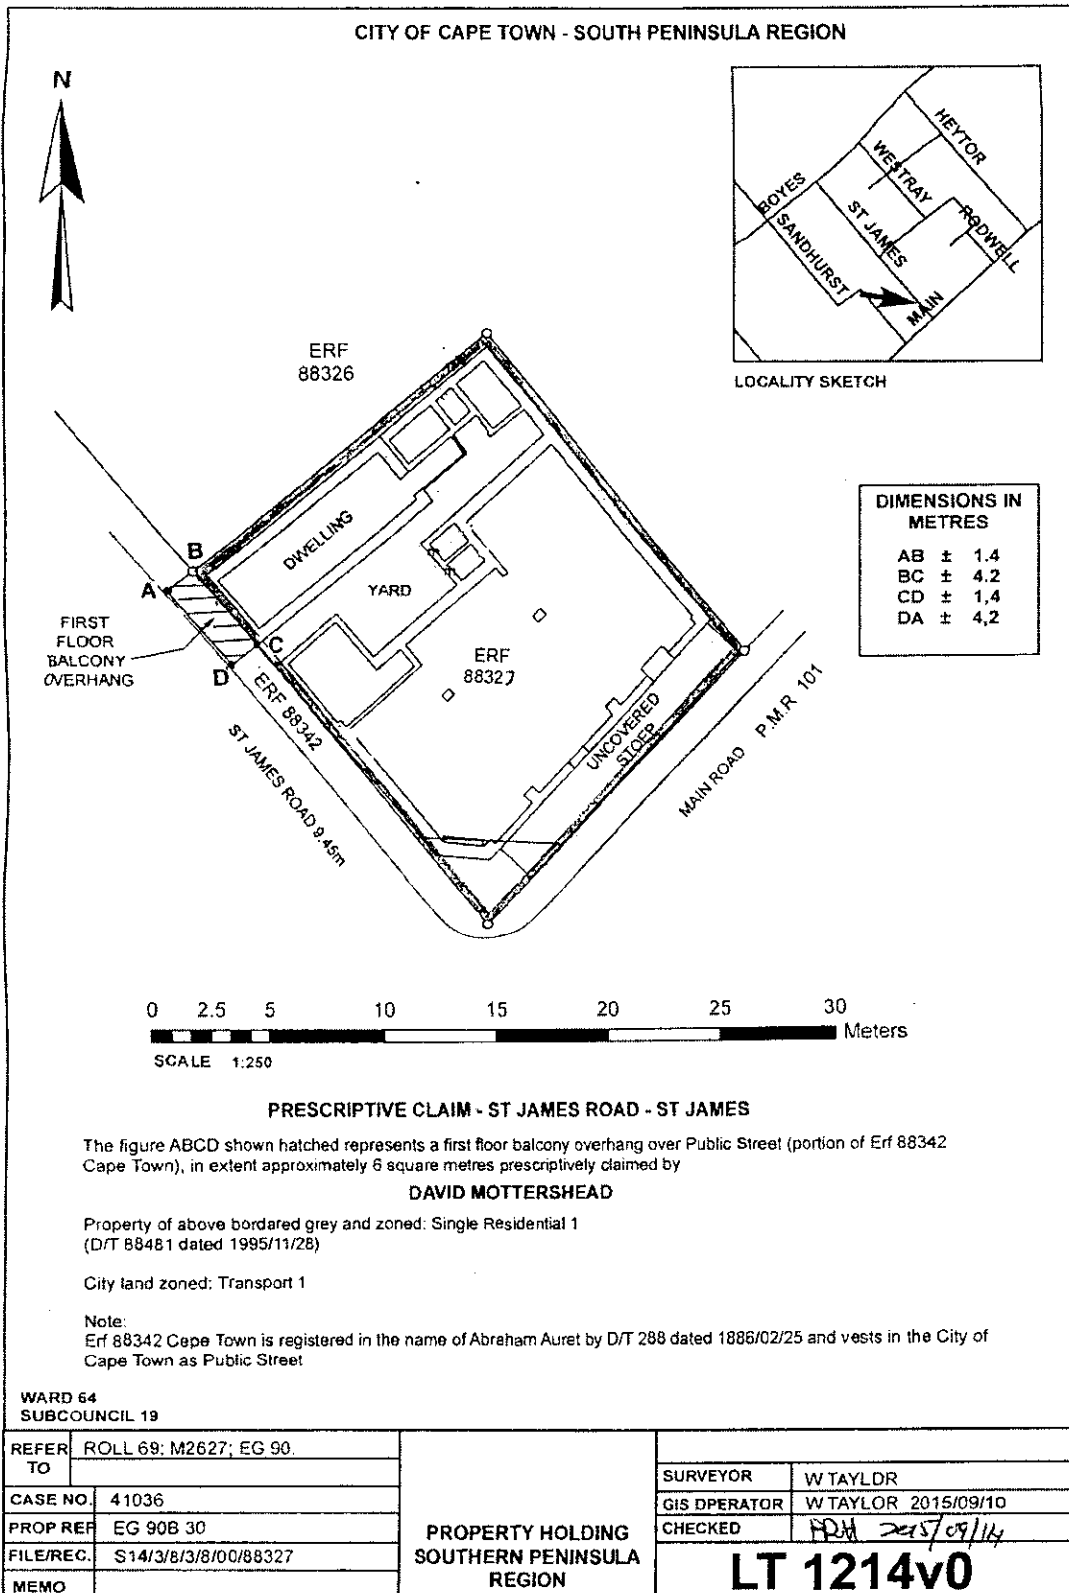 CITY OF CAPE TOWN - SOUTH PENINSULA REGION
N
HEYTOR
WESTRAY
BOYES
ST JAMES
RODWELL
SANDHURST
MAIN
LOCALITY SKETCH
ERF
88326
DIMENSIONS IN
METRES
AB ± 1.4
BC ± 4.2
CD ± 1,4
DA ± 4,2
DWELLING
B
A
YARD
FIRST
FLOOR
BALCONY
OVERHANG
C
D
ERF
88327
ERF 88342
UNCOVERED
STOEP
ST JAMES ROAD 9.45m
MAIN ROAD P.M.R 101
0 2.5 5 10 15 20 25 30
Meters
SCALE 1:250
PRESCRIPTIVE CLAIM - ST JAMES ROAD - ST JAMES
The figure ABCD shown hatched represents a first floor balcony overhang over Public Street (portion of Erf 88342
Cape Town), in extent approximately 6 square metres prescriptively claimed by
DAVID MOTTERSHEAD
Property of above bordared grey and zoned: Single Residential 1
(D/T 88481 dated 1995/11/28)
City land zoned: Transport 1
Note:
Erf 88342 Cape Town is registered in the name of Abraham Auret by D/T 288 dated 1886/02/25 and vests in the City of
Cape Town as Public Street
WARD 64
SUBCOUNCIL 19
REFER TO ROLL 69; M2627; EG 90.
CASE NO. 41036
PROP REF EG 90B 30
FILE/REC. S14/3/8/3/8/00/88327
MEMO
PROPERTY HOLDING
SOUTHERN PENINSULA
REGION
SURVEYOR W TAYLOR
GIS OPERATOR W TAYLOR 2015/09/10
CHECKED 2015/09/14
LT 1214v0